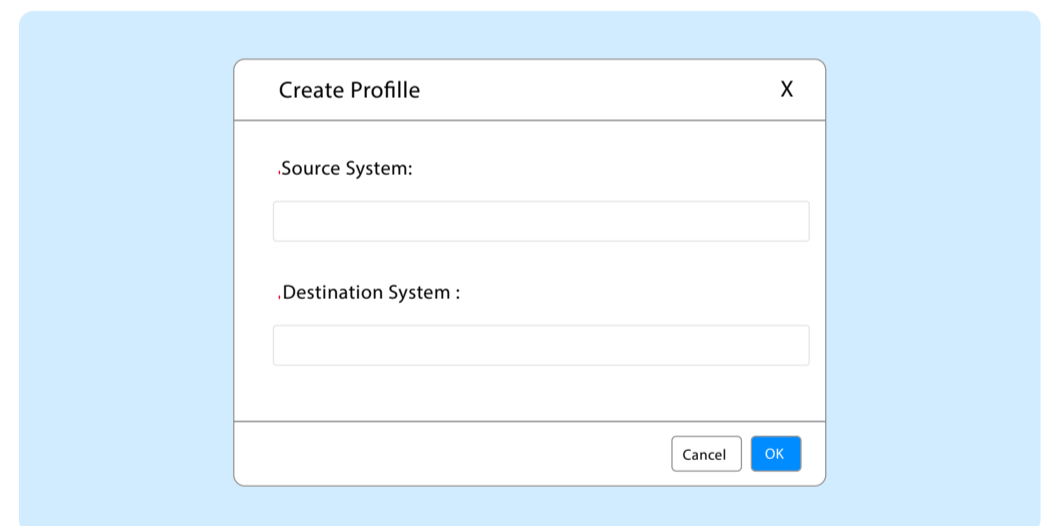 Create Profille X
.Source System:
.Destination System :
Cancel OK